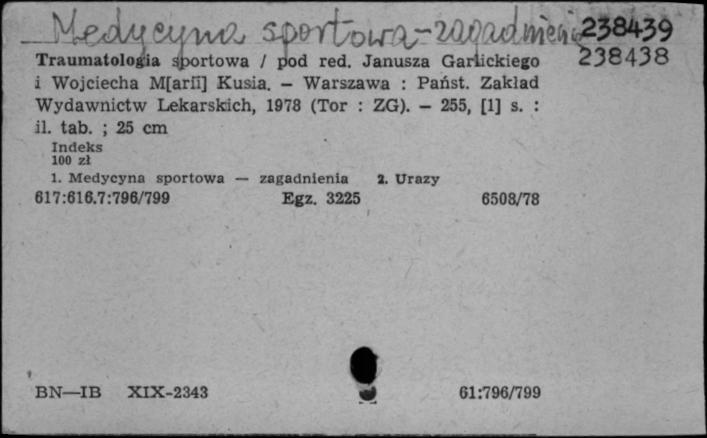 Medycyna sportowa-zagadnienia 238439
238438
Traumatologia sportowa / pod red. Janusza Garlickiego
i Wojciecha M[arii] Kusia. — Warszawa : Państ. Zakład
Wydawnictw Lekarskich, 1978 (Tor : ZG). — 255, [1] s. :
il. tab. ; 25 cm
Indeks
100 zł
1. Medycyna sportowa — zagadnienia 2. Urazy
617:616.7:796/799 Egz. 3225 6508/78
BN—IB XIX-2343 61:796/799